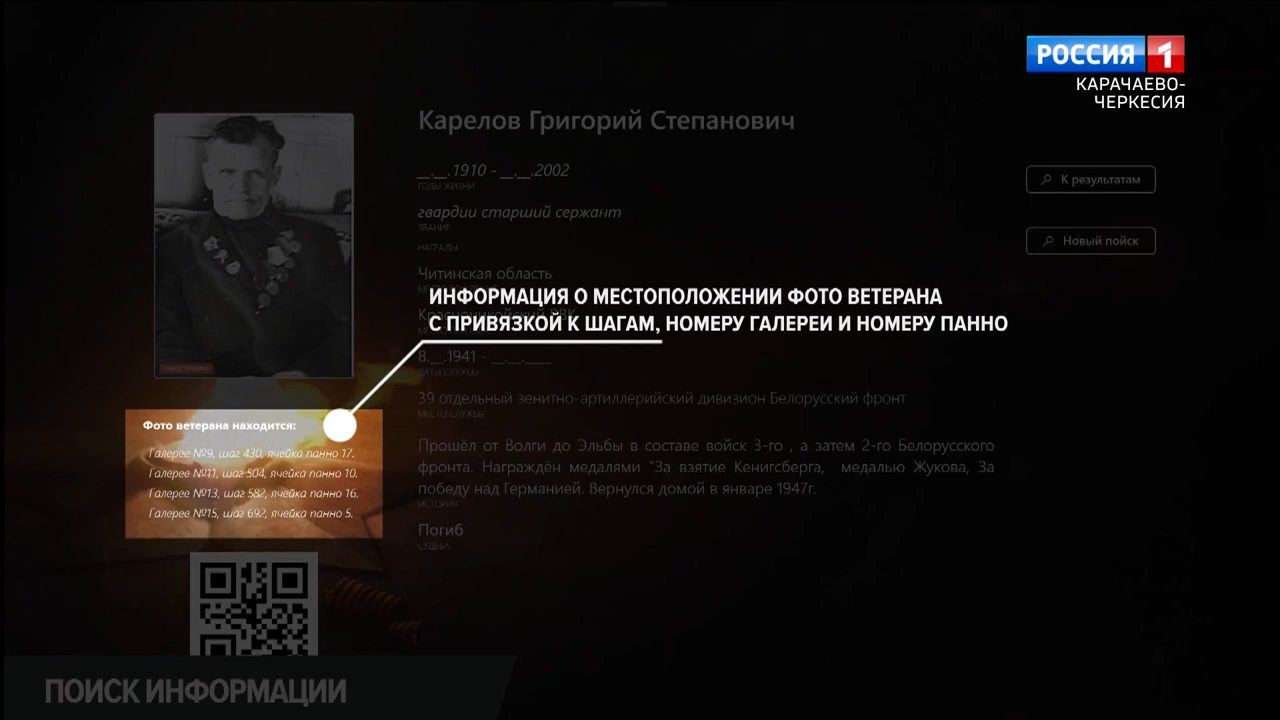 РОССИЯ 1
КАРАЧАЕВО-
ЧЕРКЕСИЯ
Карелов Григорий Степанович
__.__.1910 - __.__.2002
ГОДЫ ЖИЗНИ
гвардии старший сержант
ЗВАНИЕ
НАГРАДЫ
Читинская область
ИНФОРМАЦИЯ О МЕСТОПОЛОЖЕНИИ ФОТО ВЕТЕРАНА
С ПРИВЯЗКОЙ К ШАГАМ, НОМЕРУ ГАЛЕРЕИ И НОМЕРУ ПАННО
8.__.1941 - __.__.____
ДАТЫ СЛУЖБЫ
39 отдельный зенитно-артиллерийский дивизион Белорусский фронт
МЕСТО СЛУЖБЫ
Прошёл от Волги до Эльбы в составе войск 3-го , а затем 2-го Белорусского
фронта. Награждён медалями "За взятие Кенигсберга, медалью Жукова, За
победу над Германией. Вернулся домой в январе 1947г.
ИСТОРИЯ
Погиб
СУДЬБА
К результатам
Новый поиск
Фото ветерана находится:
Галерее №9, шаг 430, ячейка панно 17.
Галерее №11, шаг 504, ячейка панно 10.
Галерее №13, шаг 582, ячейка панно 16.
Галерее №15, шаг 692, ячейка панно 5.
ПОИСК ИНФОРМАЦИИ